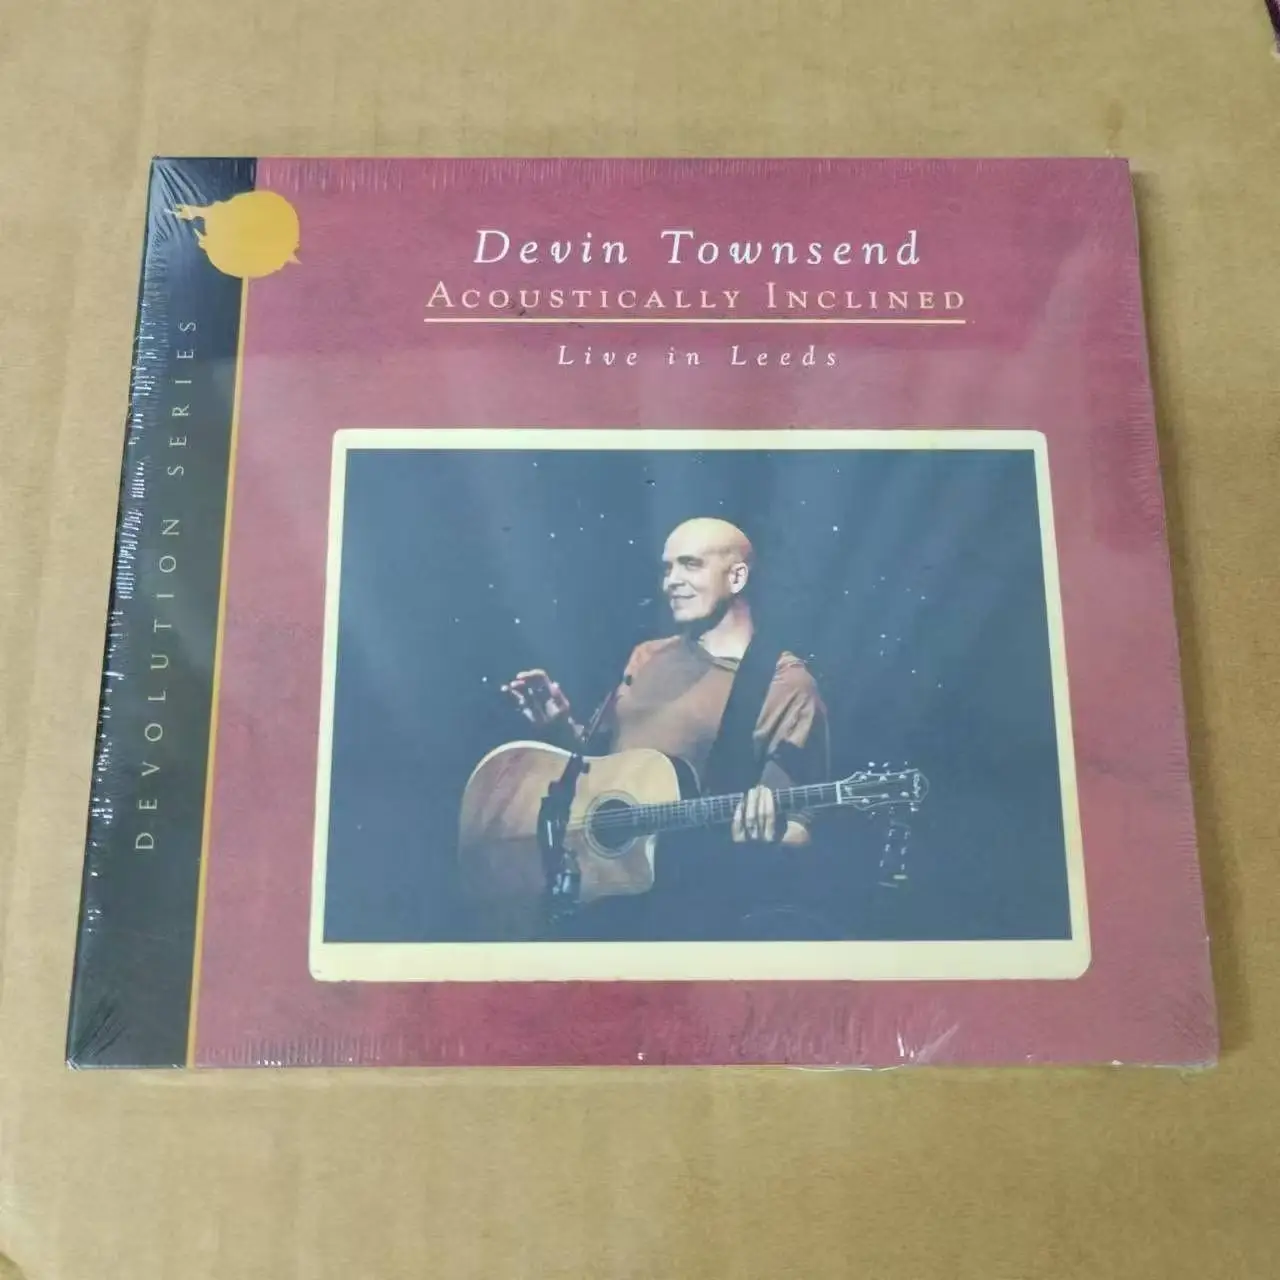 Devin Townsend
ACOUSTICALLY INCLINED
Live in Leeds
DEVOLUTION SERIES